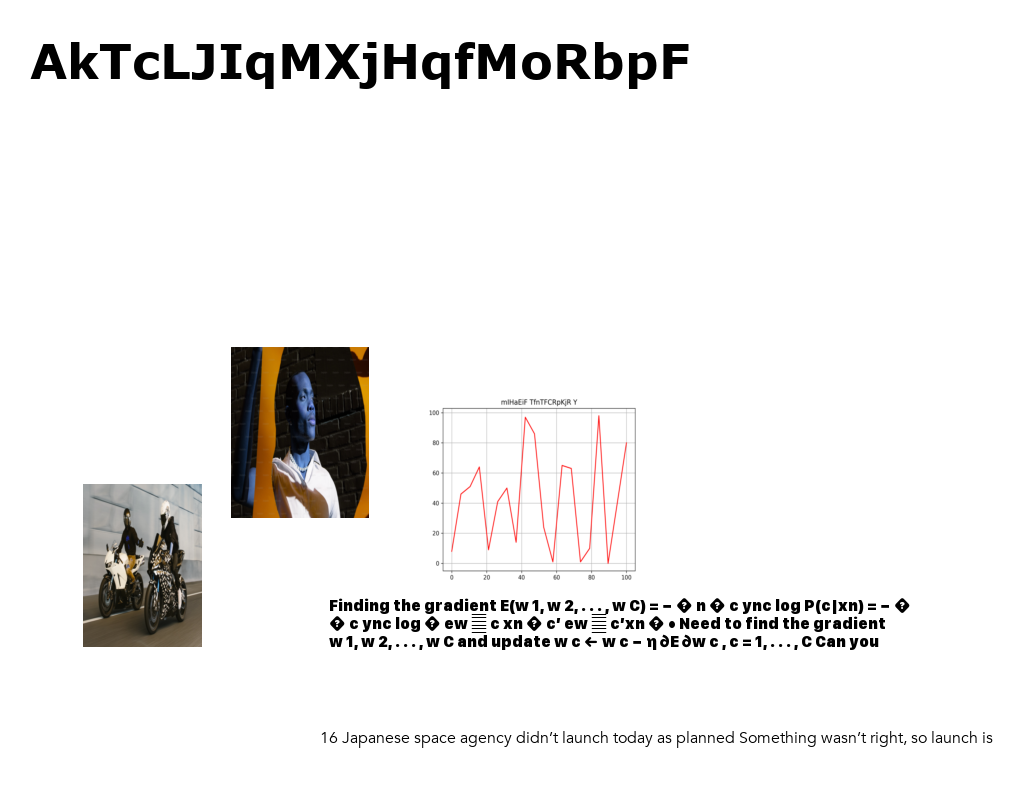 AkTcLJIqMXjHqfMoRbpF
mIHaEiF TfnTFCRpKjR Y
100
80
60
40
20
0
0 20 40 60 80 100
Finding the gradient E(w 1, w 2, . . . , w C) = − � n � c ync log P(c|xn) = − �
� c ync log � ew ▒ c xn � c’ ew ▒ c’xn � • Need to find the gradient
w 1, w 2, . . . , w C and update w c ← w c − η ∂E ∂w c , c = 1, . . . , C Can you
16 Japanese space agency didn’t launch today as planned Something wasn’t right, so launch is